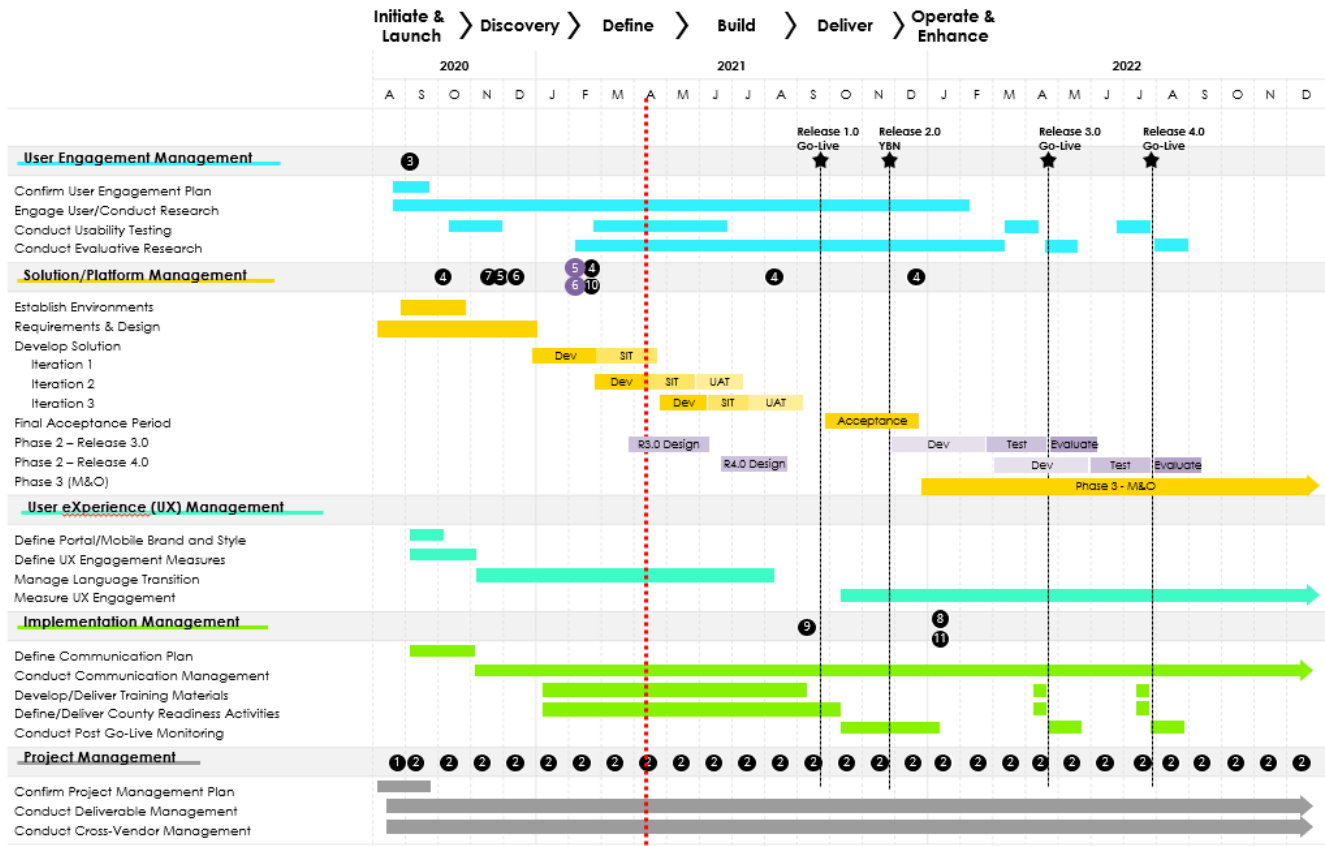 Initiate & Launch Discovery Define Build Deliver Operate & Enhance
2020 2021 2022
A S O N D J F M A M J J A S O N D J F M A M J J A S O N D
Release 1.0 Go-Live Release 2.0 YBN Release 3.0 Go-Live Release 4.0 Go-Live
User Engagement Management 3
Confirm User Engagement Plan
Engage User/Conduct Research
Conduct Usability Testing
Conduct Evaluative Research
Solution/Platform Management 4 7 5 6 5 4 6 10 4 4
Establish Environments
Requirements & Design
Develop Solution
Iteration 1 Dev SIT
Iteration 2 Dev SIT UAT
Iteration 3 Dev SIT UAT
Final Acceptance Period Acceptance
Phase 2 – Release 3.0 R3.0 Design Dev Test Evaluate
Phase 2 – Release 4.0 R4.0 Design Dev Test Evaluate
Phase 3 (M&O) Phase 3 - M&O
User eXperience (UX) Management
Define Portal/Mobile Brand and Style
Define UX Engagement Measures
Manage Language Transition
Measure UX Engagement
Implementation Management 9 8 11
Define Communication Plan
Conduct Communication Management
Develop/Deliver Training Materials
Define/Deliver County Readiness Activities
Conduct Post Go-Live Monitoring
Project Management 1 2 2 2 2 2 2 2 2 2 2 2 2 2 2 2 2 2 2 2 2 2 2 2 2 2 2 2 2
Confirm Project Management Plan
Conduct Deliverable Management
Conduct Cross-Vendor Management